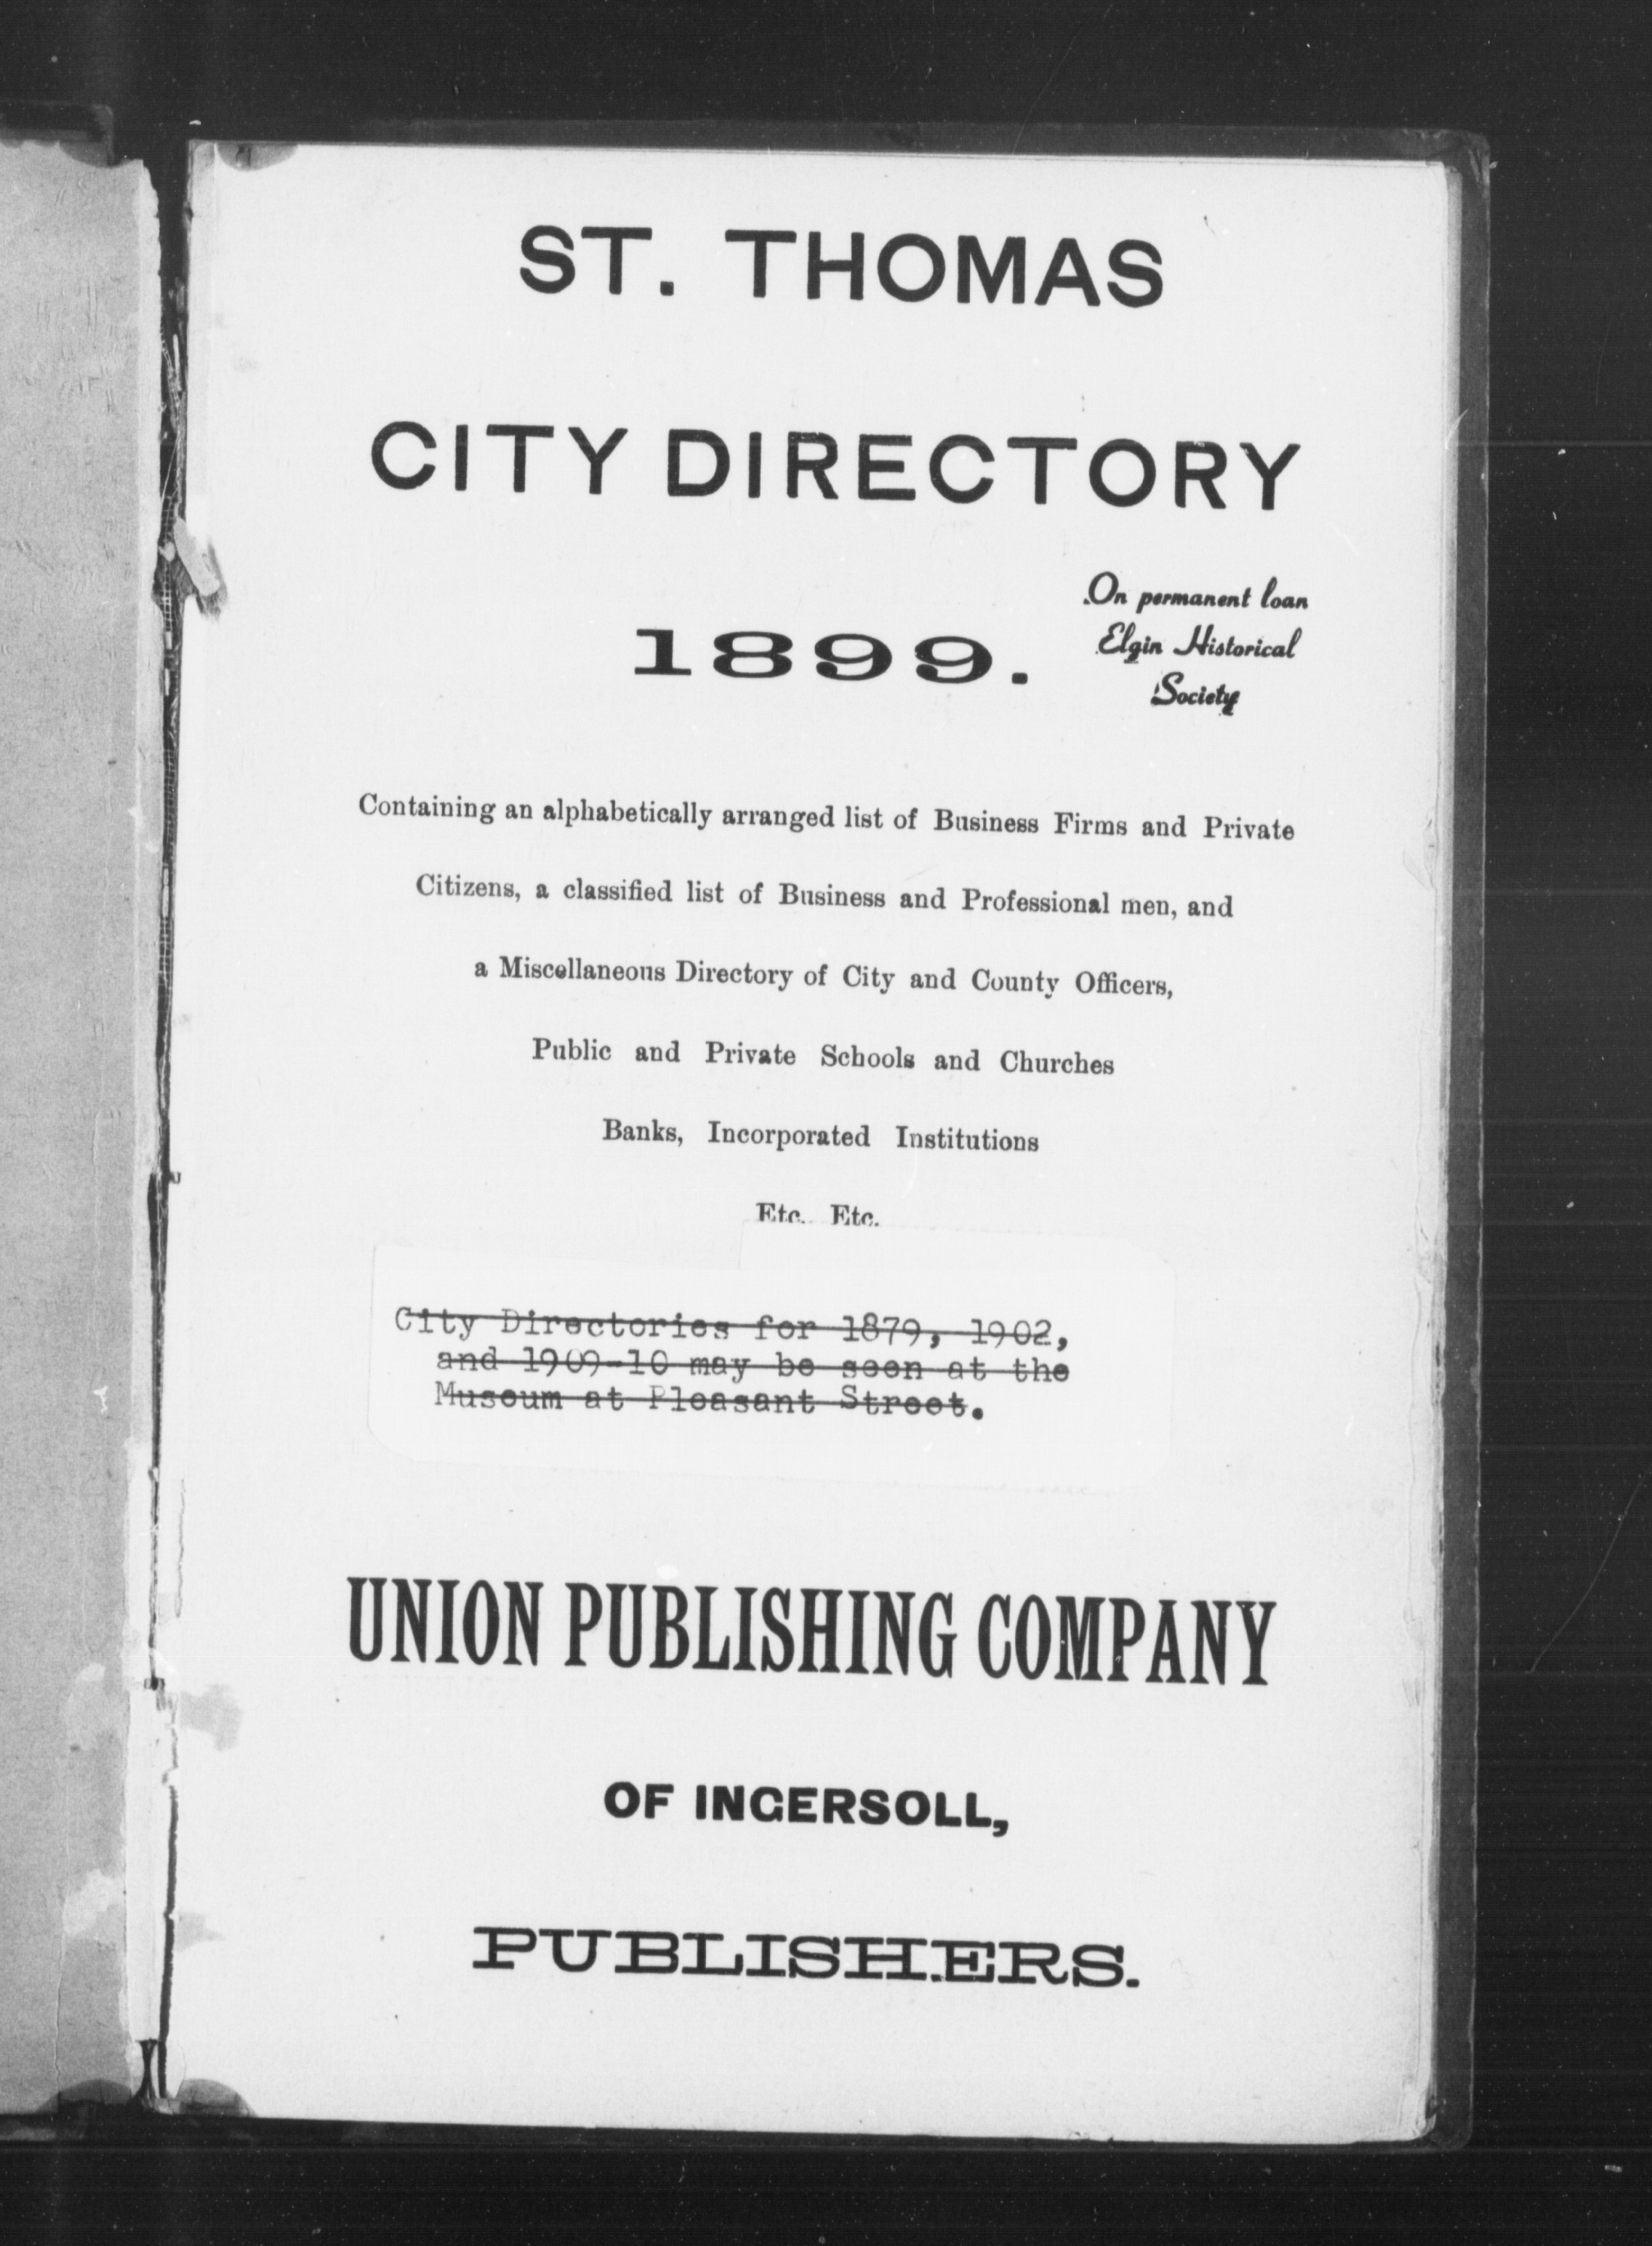 ST. THOMAS
CITY DIRECTORY
1899.
On permanent loan
Elgin Historical
Society
Containing an alphabetically arranged list of Business Firms and Private
Citizens, a classified list of Business and Professional men, and
a Miscellaneous Directory of City and County Officers,
Public and Private Schools and Churches
Banks, Incorporated Institutions
Etc. Etc.
City Directories for 1879, 1902,
and 1909-10 may be seen at the
Museum at Pleasant Street.
UNION PUBLISHING COMPANY
OF INGERSOLL,
PUBLISHERS.